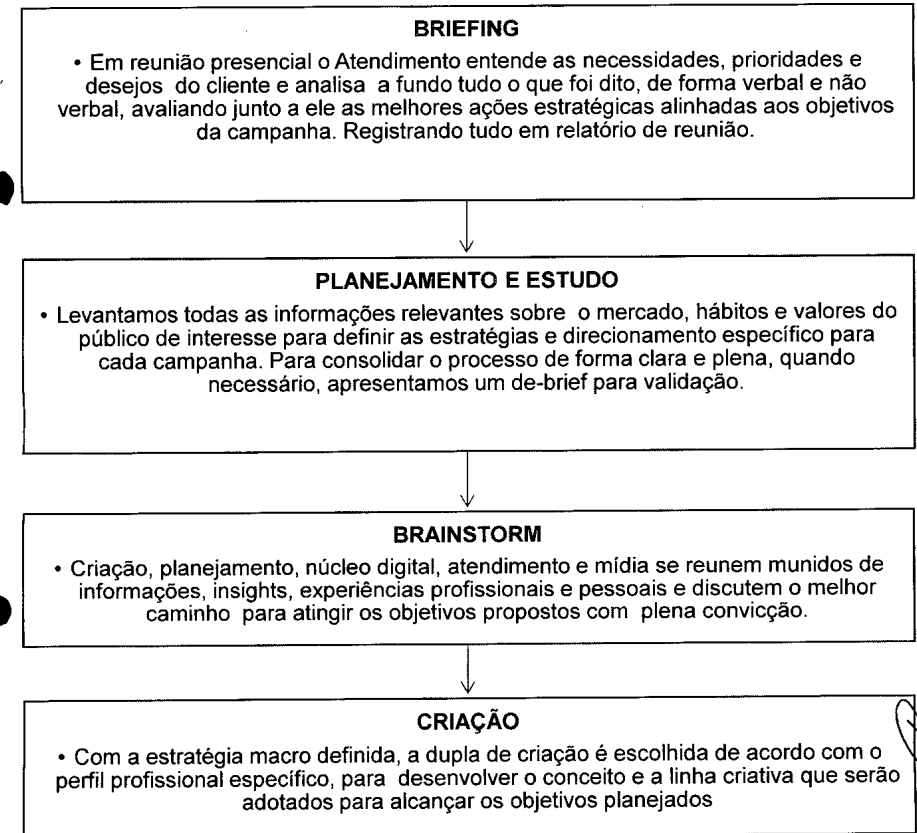 BRIEFING
• Em reunião presencial o Atendimento entende as necessidades, prioridades e
desejos do cliente e analisa a fundo tudo o que foi dito, de forma verbal e não
verbal, avaliando junto a ele as melhores ações estratégicas alinhadas aos objetivos
da campanha. Registrando tudo em relatório de reunião.
PLANEJAMENTO E ESTUDO
• Levantamos todas as informações relevantes sobre o mercado, hábitos e valores do
público de interesse para definir as estratégias e direcionamento específico para
cada campanha. Para consolidar o processo de forma clara e plena, quando
necessário, apresentamos um de-brief para validação.
BRAINSTORM
• Criação, planejamento, núcleo digital, atendimento e mídia se reunem munidos de
informações, insights, experiências profissionais e pessoais e discutem o melhor
caminho para atingir os objetivos propostos com plena convicção.
CRIAÇÃO
• Com a estratégia macro definida, a dupla de criação é escolhida de acordo com o
perfil profissional específico, para desenvolver o conceito e a linha criativa que serão
adotados para alcançar os objetivos planejados